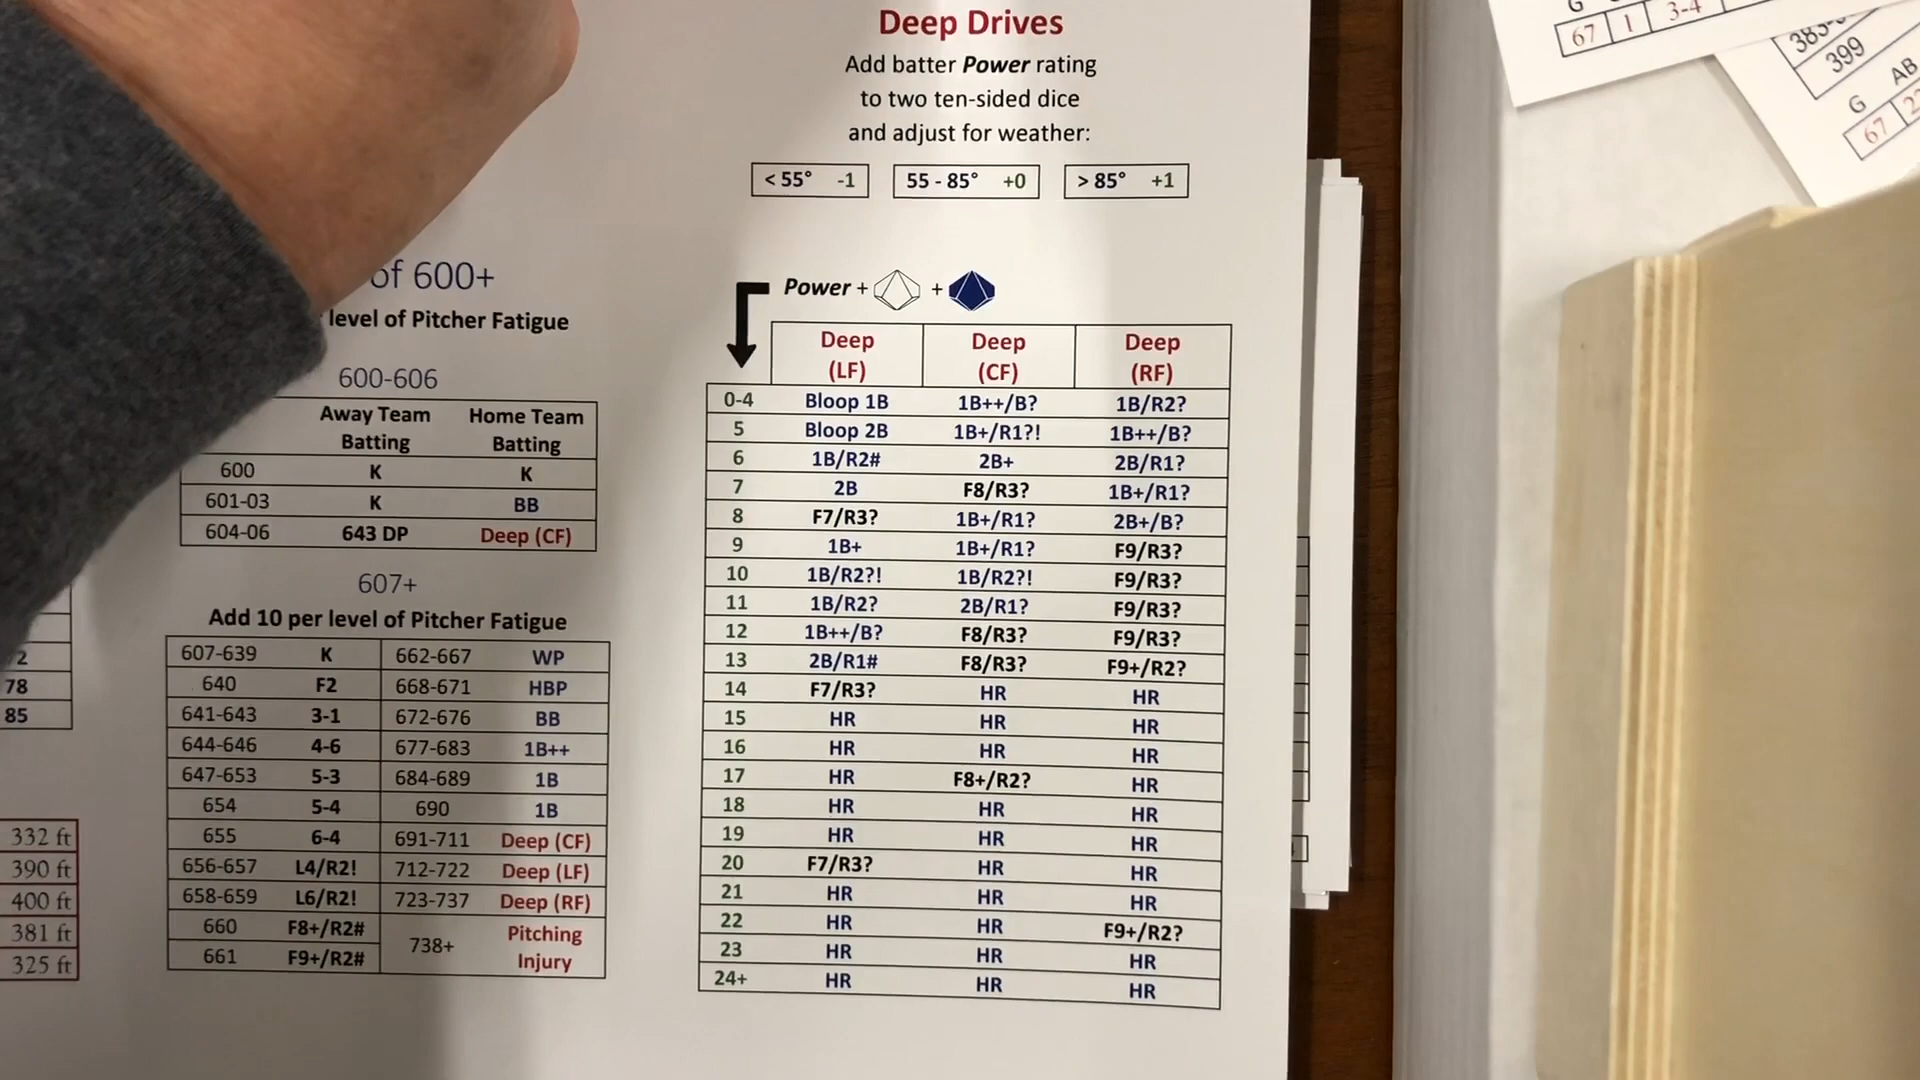 Deep Drives
Add batter Power rating
to two ten-sided dice
and adjust for weather:
< 55° -1
55 - 85° +0
> 85° +1
Power + +
Deep (LF) Deep (CF) Deep (RF)
0-4 Bloop 1B 1B++/B? 1B/R2?
5 Bloop 2B 1B+/R1?! 1B++/B?
6 1B/R2# 2B+ 2B/R1?
7 2B F8/R3? 1B+/R1?
8 F7/R3? 1B+/R1? 2B+/B?
9 1B+ 1B+/R1? F9/R3?
10 1B/R2?! 1B/R2?! F9/R3?
11 1B/R2? 2B/R1? F9/R3?
12 1B++/B? F8/R3? F9/R3?
13 2B/R1# F8/R3? F9+/R2?
14 F7/R3? HR HR
15 HR HR HR
16 HR HR HR
17 HR F8+/R2? HR
18 HR HR HR
19 HR HR HR
20 F7/R3? HR HR
21 HR HR HR
22 HR HR F9+/R2?
23 HR HR HR
24+ HR HR HR
of 600+
level of Pitcher Fatigue
600-606
Away Team Batting Home Team Batting
600 K K
601-03 K BB
604-06 643 DP Deep (CF)
607+
Add 10 per level of Pitcher Fatigue
607-639 K 662-667 WP
640 F2 668-671 HBP
641-643 3-1 672-676 BB
644-646 4-6 677-683 1B++
647-653 5-3 684-689 1B
654 5-4 690 1B
655 6-4 691-711 Deep (CF)
656-657 L4/R2! 712-722 Deep (LF)
658-659 L6/R2! 723-737 Deep (RF)
660 F8+/R2# 738+ Pitching Injury
661 F9+/R2#
78
85
332 ft
390 ft
400 ft
381 ft
325 ft
G
67 1 3-4
399
G AB
67